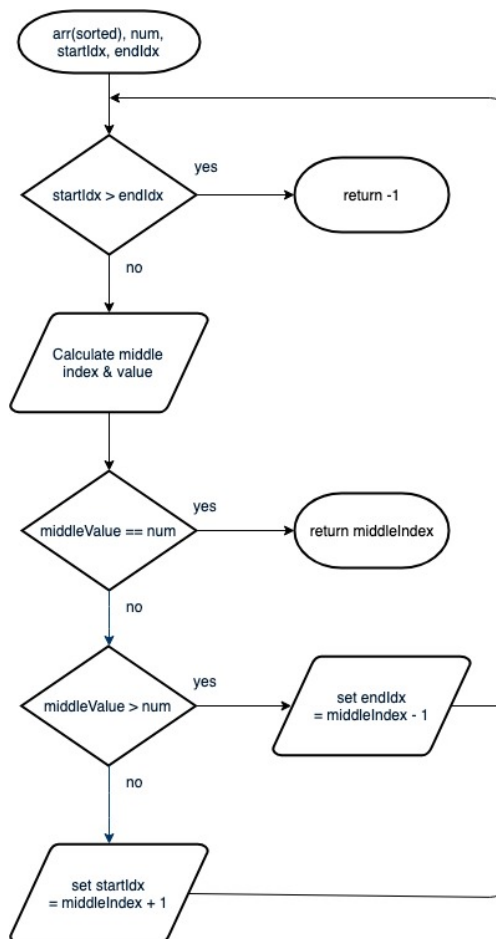 arr(sorted), num,
startIdx, endIdx
startIdx > endIdx
yes
return -1
no
Calculate middle
index & value
middleValue == num
yes
return middleIndex
no
middleValue > num
yes
set endIdx
= middleIndex - 1
no
set startIdx
= middleIndex + 1